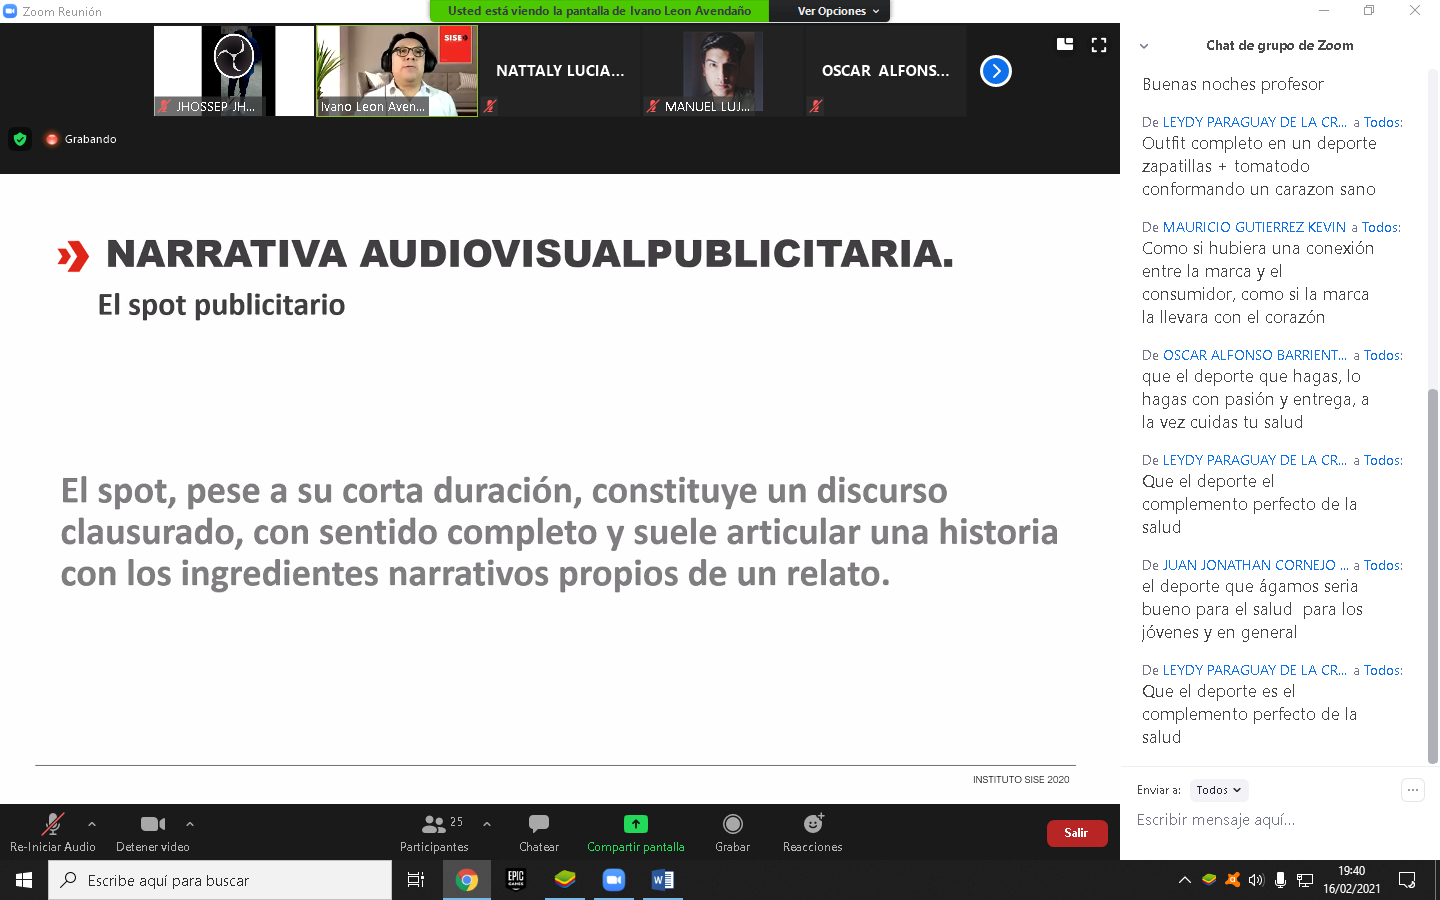 Zoom Reunión
Usted está viendo la pantalla de Ivano Leon Avendaño
Ver Opciones
JHOSSEP JH...
SISE
Ivano Leon Aven...
NATTALY LUCIA...
MANUEL LUJ...
OSCAR ALFONS...
Grabando
NARRATIVA AUDIOVISUALPUBLICITARIA.
El spot publicitario
El spot, pese a su corta duración, constituye un discurso
clausurado, con sentido completo y suele articular una historia
con los ingredientes narrativos propios de un relato.
INSTITUTO SISE 2020
Chat de grupo de Zoom
Buenas noches profesor
De LEYDY PARAGUAY DE LA CR... a Todos:
Outfit completo en un deporte
zapatillas + tomatodo
conformando un carazon sano
De MAURICIO GUTIERREZ KEVIN a Todos:
Como si hubiera una conexión
entre la marca y el
consumidor, como si la marca
la llevara con el corazón
De OSCAR ALFONSO BARRIENT... a Todos:
que el deporte que hagas, lo
hagas con pasión y entrega, a
la vez cuidas tu salud
De LEYDY PARAGUAY DE LA CR... a Todos:
Que el deporte el
complemento perfecto de la
salud
De JUAN JONATHAN CORNEJO ... a Todos:
el deporte que ágamos seria
bueno para el salud  para los
jóvenes y en general
De LEYDY PARAGUAY DE LA CR... a Todos:
Que el deporte es el
complemento perfecto de la
salud
Enviar a: Todos
Escribir mensaje aquí...
Re-Iniciar Audio
Detener video
25
Participantes
Chatear
Compartir pantalla
Grabar
Reacciones
Salir
Escribe aquí para buscar
EPIC
GAMES
19:40
16/02/2021